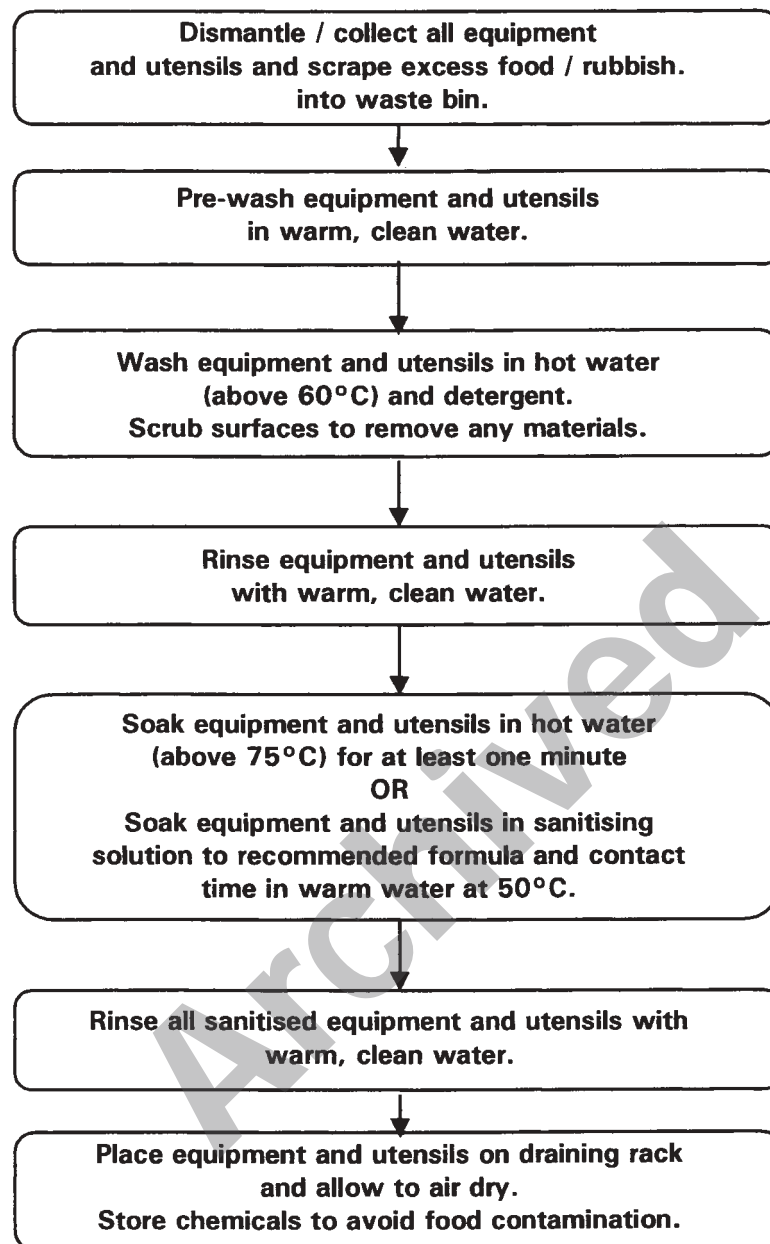 Dismantle / collect all equipment
and utensils and scrape excess food / rubbish.
into waste bin.
Pre-wash equipment and utensils
in warm, clean water.
Wash equipment and utensils in hot water
(above 60°C) and detergent.
Scrub surfaces to remove any materials.
Rinse equipment and utensils
with warm, clean water.
Soak equipment and utensils in hot water
(above 75°C) for at least one minute
OR
Soak equipment and utensils in sanitising
solution to recommended formula and contact
time in warm water at 50°C.
Rinse all sanitised equipment and utensils with
warm, clean water.
Place equipment and utensils on draining rack
and allow to air dry.
Store chemicals to avoid food contamination.
Archived